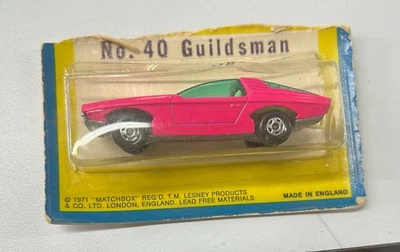 No. 40 Guildsman
© 1971 "MATCHBOX" REG'D. T.M. LESNEY PRODUCTS
& CO. LTD. LONDON, ENGLAND, LEAD FREE MATERIALS
MADE IN ENGLAND